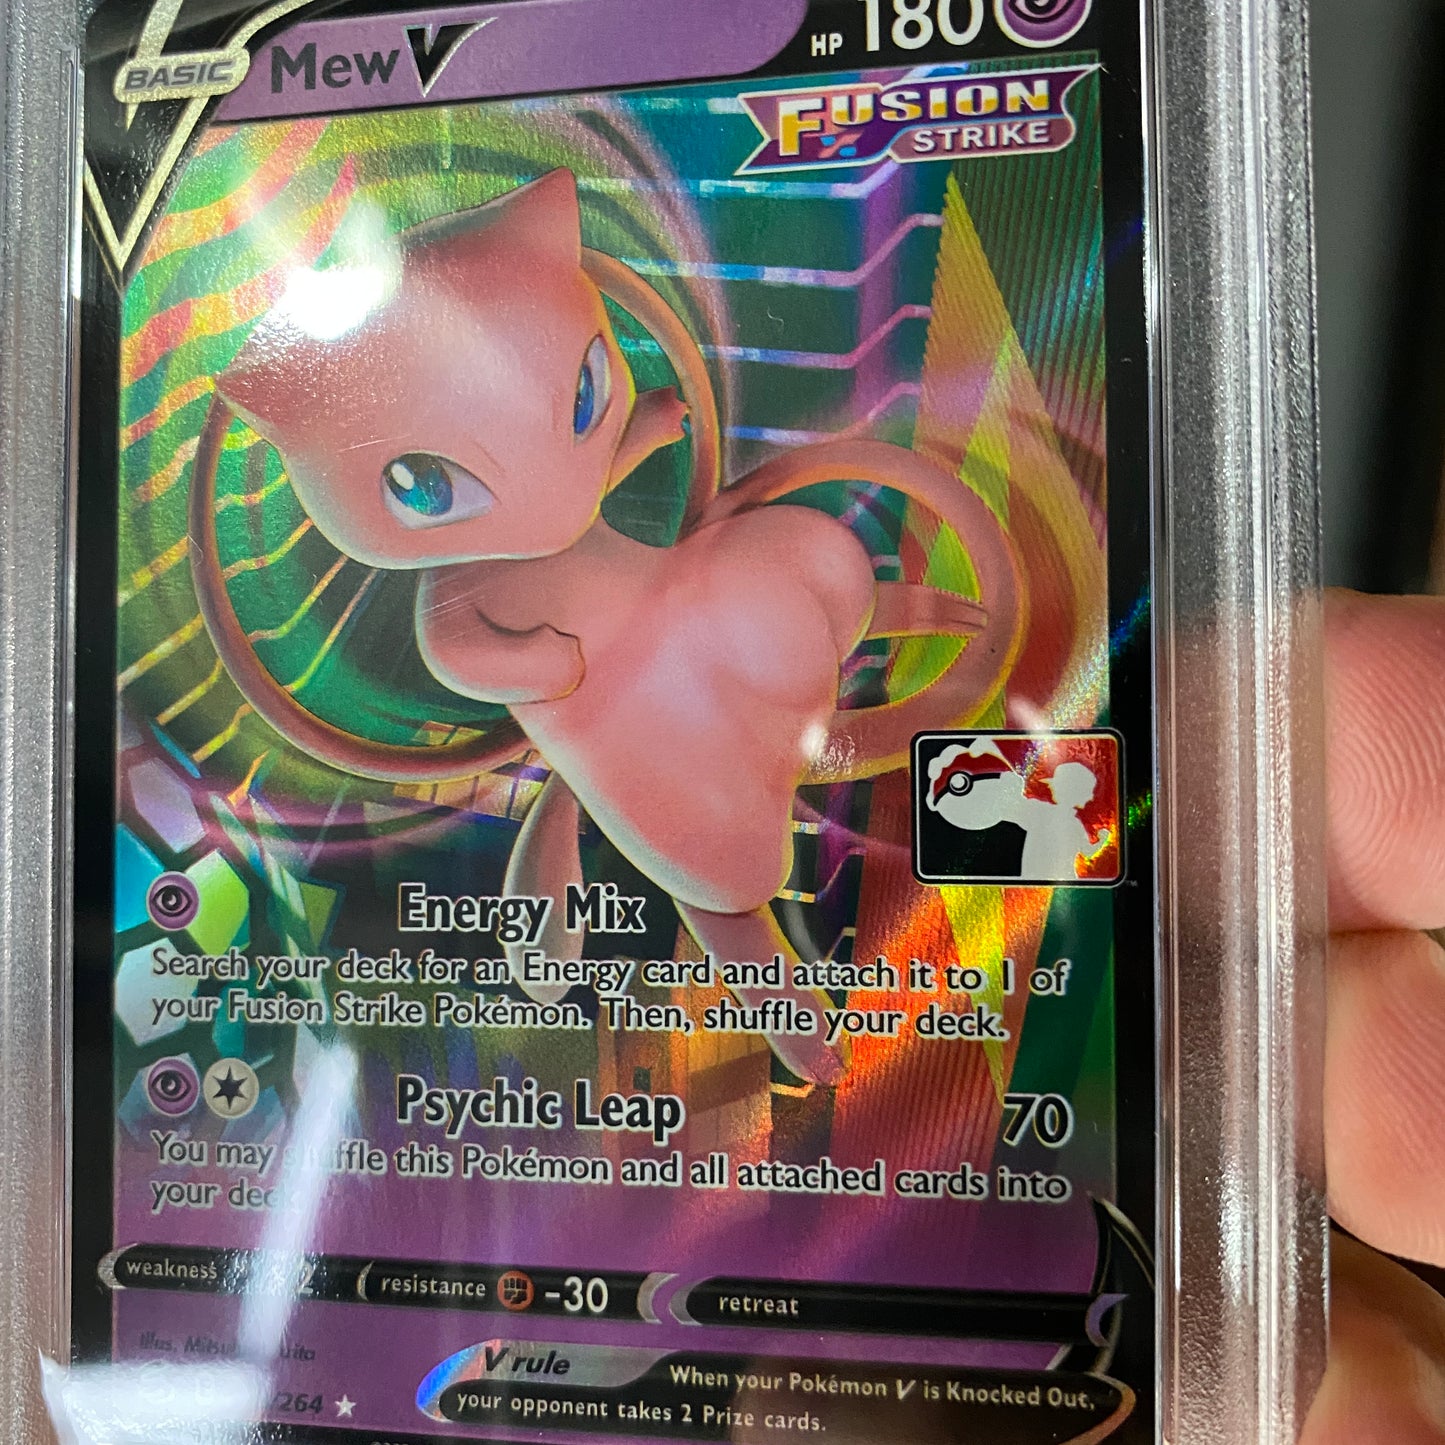 BASIC
Mew V
HP 180
FUSION
STRIKE
Energy Mix
Search your deck for an Energy card and attach it to 1 of
your Fusion Strike Pokémon. Then, shuffle your deck.
Psychic Leap 70
You may this Pokémon and all attached cards into
your
weakness
resistance -30
retreat
Illus.
/264
V rule
When your Pokémon V is Knocked Out,
your opponent takes 2 Prize cards.